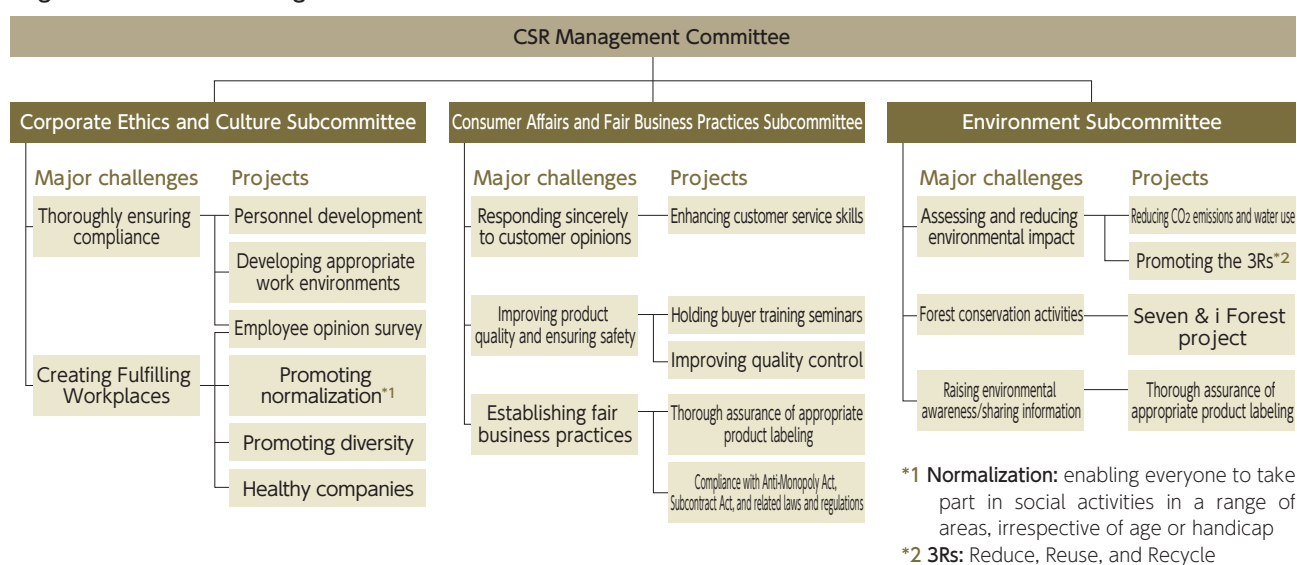 CSR Management Committee
Corporate Ethics and Culture Subcommittee
Major challenges
Projects
Thoroughly ensuring
compliance
Personnel development
Developing appropriate
work environments
Employee opinion survey
Creating Fulfilling
Workplaces
Promoting
normalization*1
Promoting diversity
Healthy companies
Consumer Affairs and Fair Business Practices Subcommittee
Major challenges
Projects
Responding sincerely
to customer opinions
Enhancing customer service skills
Improving product
quality and ensuring safety
Holding buyer training seminars
Improving quality control
Establishing fair
business practices
Thorough assurance of appropriate
product labeling
Compliance with Anti-Monopoly Act,
Subcontract Act, and related laws and regulations
Environment Subcommittee
Major challenges
Projects
Assessing and reducing
environmental impact
Reducing CO2 emissions and water use
Promoting the 3Rs*2
Forest conservation activities
Seven & i Forest
project
Raising environmental
awareness/sharing information
Thorough assurance of
appropriate product labeling
*1 Normalization: enabling everyone to take
part in social activities in a range of
areas, irrespective of age or handicap
*2 3Rs: Reduce, Reuse, and Recycle